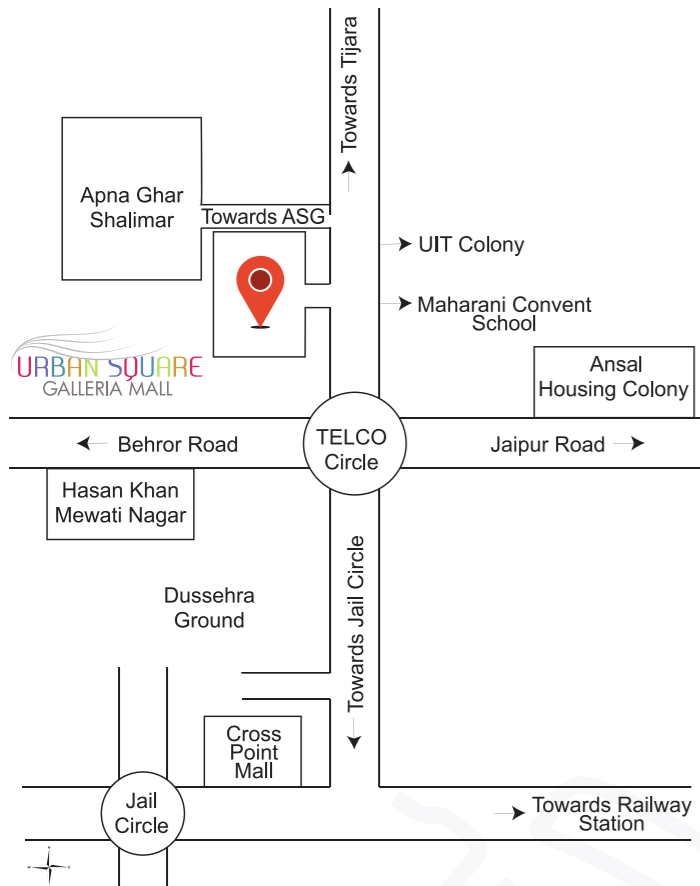 Towards Tijara
Apna Ghar
Shalimar
Towards ASG
UIT Colony
Maharani Convent
School
URBAN SQUARE
GALLERIA MALL
Ansal
Housing Colony
Behror Road
TELCO
Circle
Jaipur Road
Hasan Khan
Mewati Nagar
Dussehra
Ground
Towards Jail Circle
Cross
Point
Mall
Jail
Circle
Towards Railway
Station